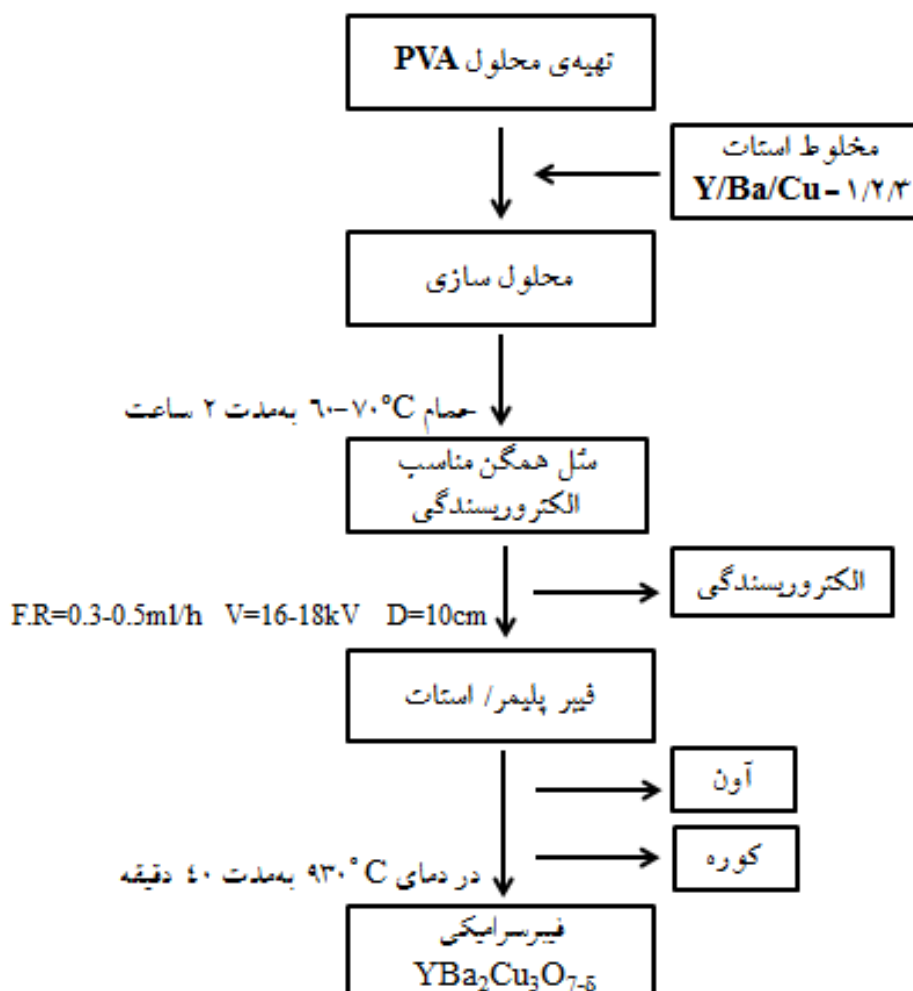 تهیه‌ی محلول PVA
مخلوط استات
Y/Ba/Cu – ۱/۲/۳
محلول سازی
حمام ۶۰-۷۰°C به‌مدت ۲ ساعت
سُل همگن مناسب
الکتروریسندگی
الکتروریسندگی
F.R=0.3-0.5ml/h V=16-18kV D=10cm
فیبر پلیمر/ استات
آون
کوره
در دمای ۹۳۰°C به‌مدت ۴۰ دقیقه
فیبرسرامیکی
YBa₂Cu₃O₇₋δ